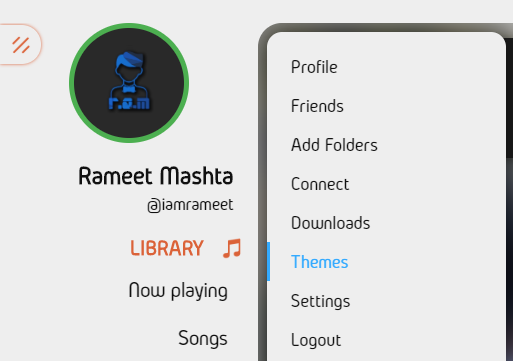 r.a.m
Rameet Mashta
@iamrameet
LIBRARY
Now playing
Songs
Profile
Friends
Add Folders
Connect
Downloads
Themes
Settings
Logout